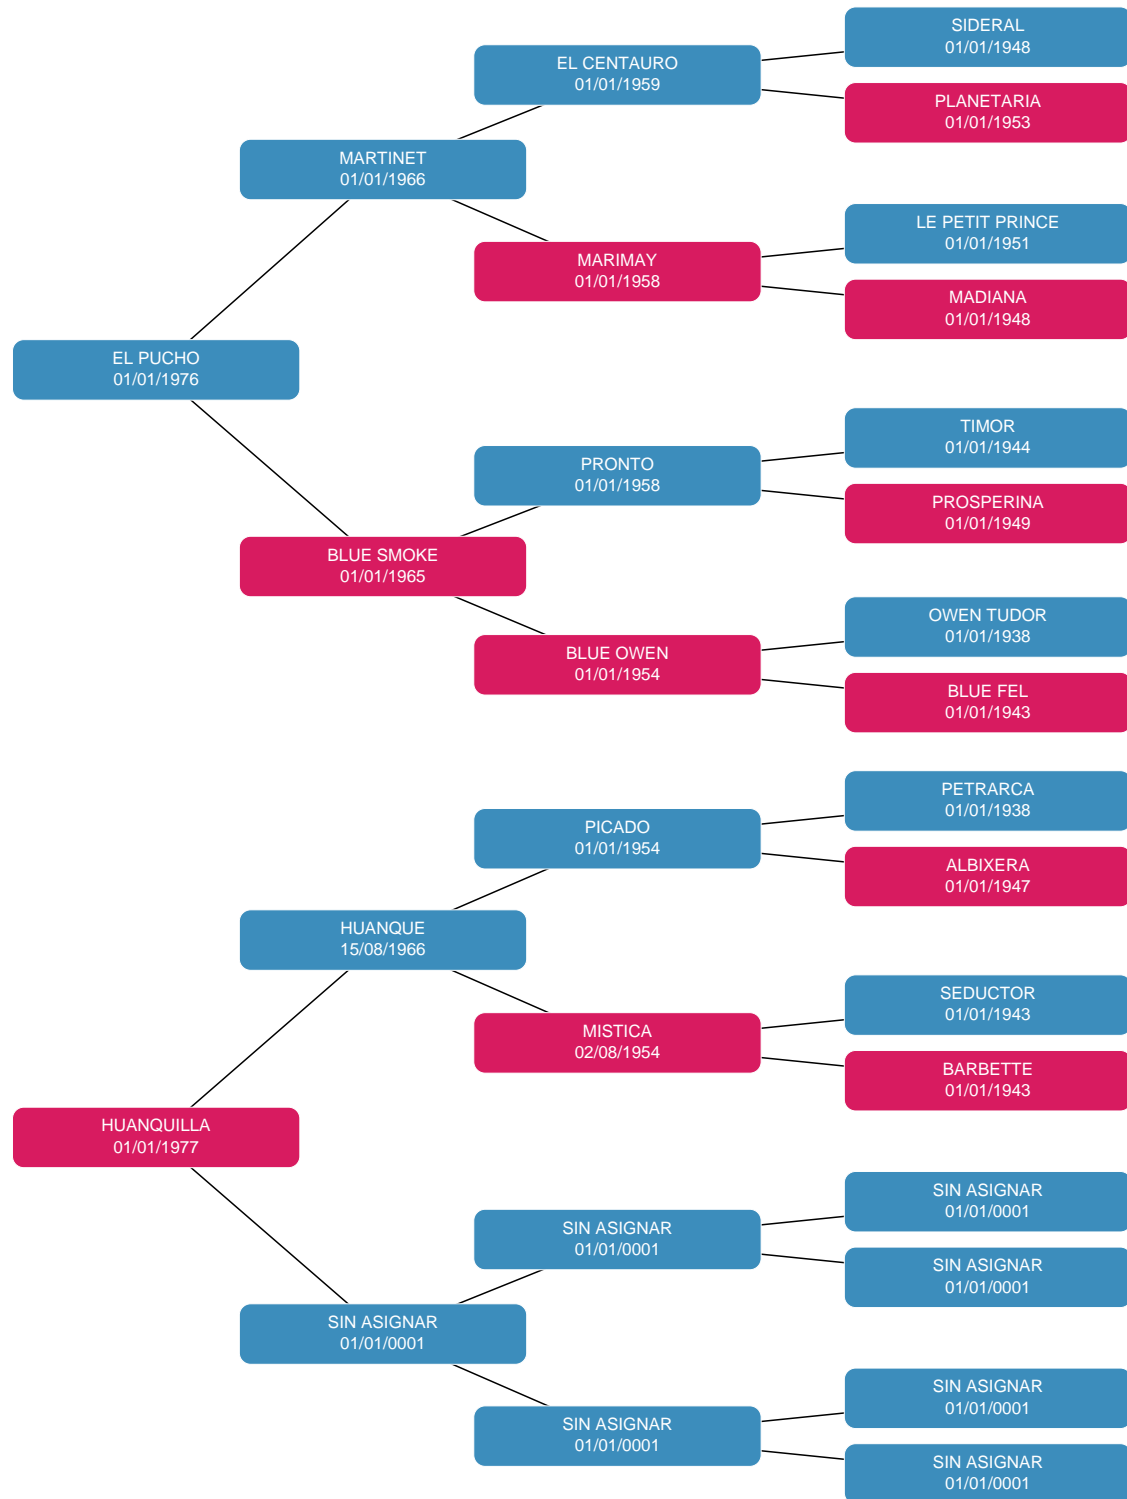 SIDERAL
01/01/1948
EL CENTAURO
01/01/1959
PLANETARIA
01/01/1953
MARTINET
01/01/1966
LE PETIT PRINCE
01/01/1951
MARIMAY
01/01/1958
MADIANA
01/01/1948
EL PUCHO
01/01/1976
TIMOR
01/01/1944
PRONTO
01/01/1958
PROSPERINA
01/01/1949
BLUE SMOKE
01/01/1965
OWEN TUDOR
01/01/1938
BLUE OWEN
01/01/1954
BLUE FEL
01/01/1943
PETRARCA
01/01/1938
PICADO
01/01/1954
ALBIXERA
01/01/1947
HUANQUE
15/08/1966
SEDUCTOR
01/01/1943
MISTICA
02/08/1954
BARBETTE
01/01/1943
HUANQUILLA
01/01/1977
SIN ASIGNAR
01/01/0001
SIN ASIGNAR
01/01/0001
SIN ASIGNAR
01/01/0001
SIN ASIGNAR
01/01/0001
SIN ASIGNAR
01/01/0001
SIN ASIGNAR
01/01/0001
SIN ASIGNAR
01/01/0001